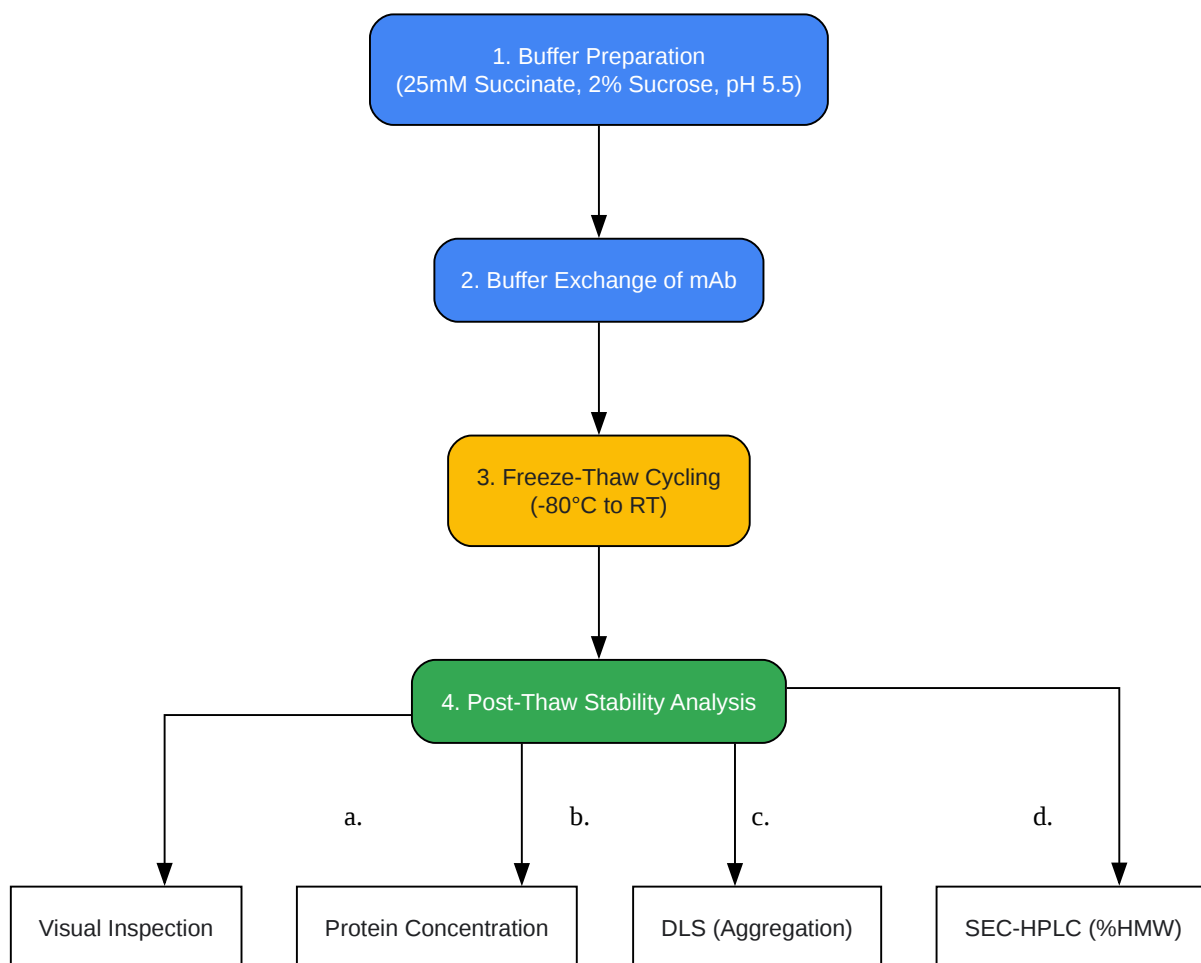 1. Buffer Preparation
(25mM Succinate, 2% Sucrose, pH 5.5)
2. Buffer Exchange of mAb
3. Freeze-Thaw Cycling
(-80°C to RT)
4. Post-Thaw Stability Analysis
a.
b.
c.
d.
Visual Inspection
Protein Concentration
DLS (Aggregation)
SEC-HPLC (%HMW)